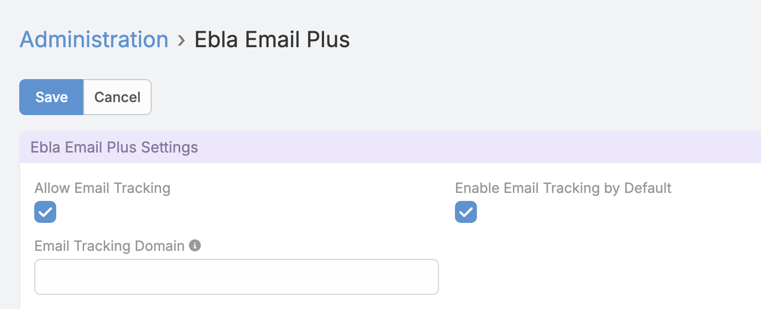 Administration › Ebla Email Plus
Save Cancel
Ebla Email Plus Settings
Allow Email Tracking Enable Email Tracking by Default
Email Tracking Domain